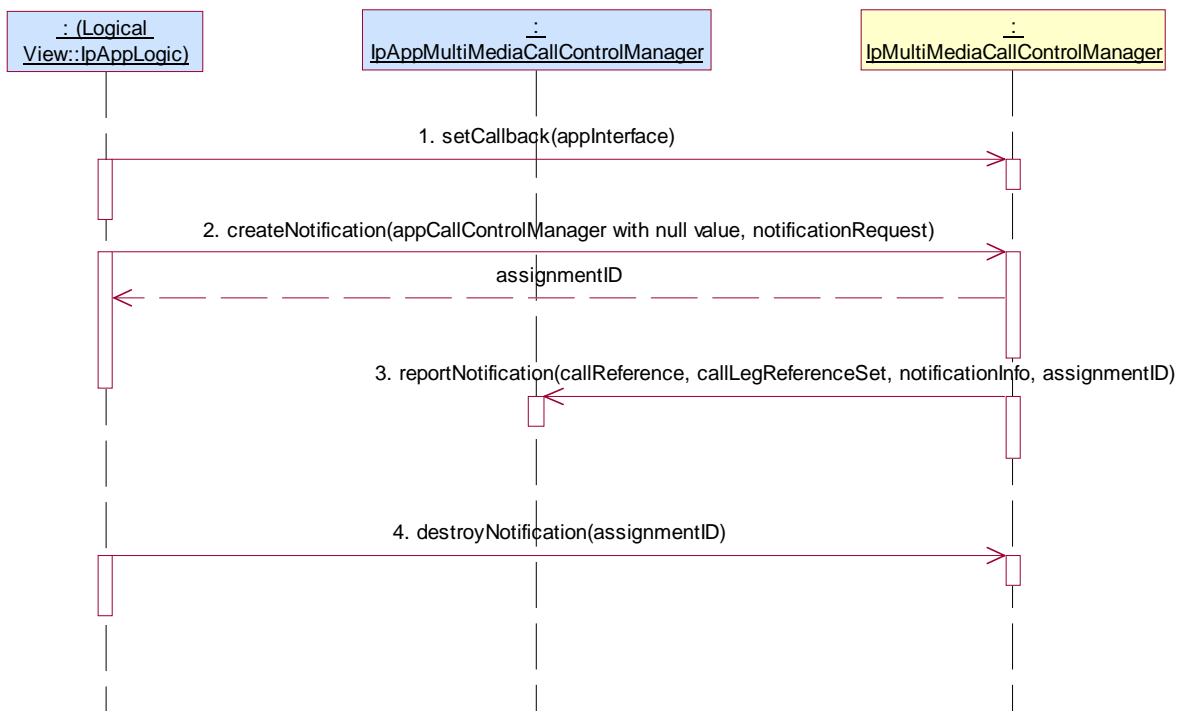 : (Logical
View::IpAppLogic)
:
IpAppMultiMediaCallControlManager
:
IpMultiMediaCallControlManager
1. setCallback(appInterface)
2. createNotification(appCallControlManager with null value, notificationRequest)
assignmentID
3. reportNotification(callReference, callLegReferenceSet, notificationInfo, assignmentID)
4. destroyNotification(assignmentID)